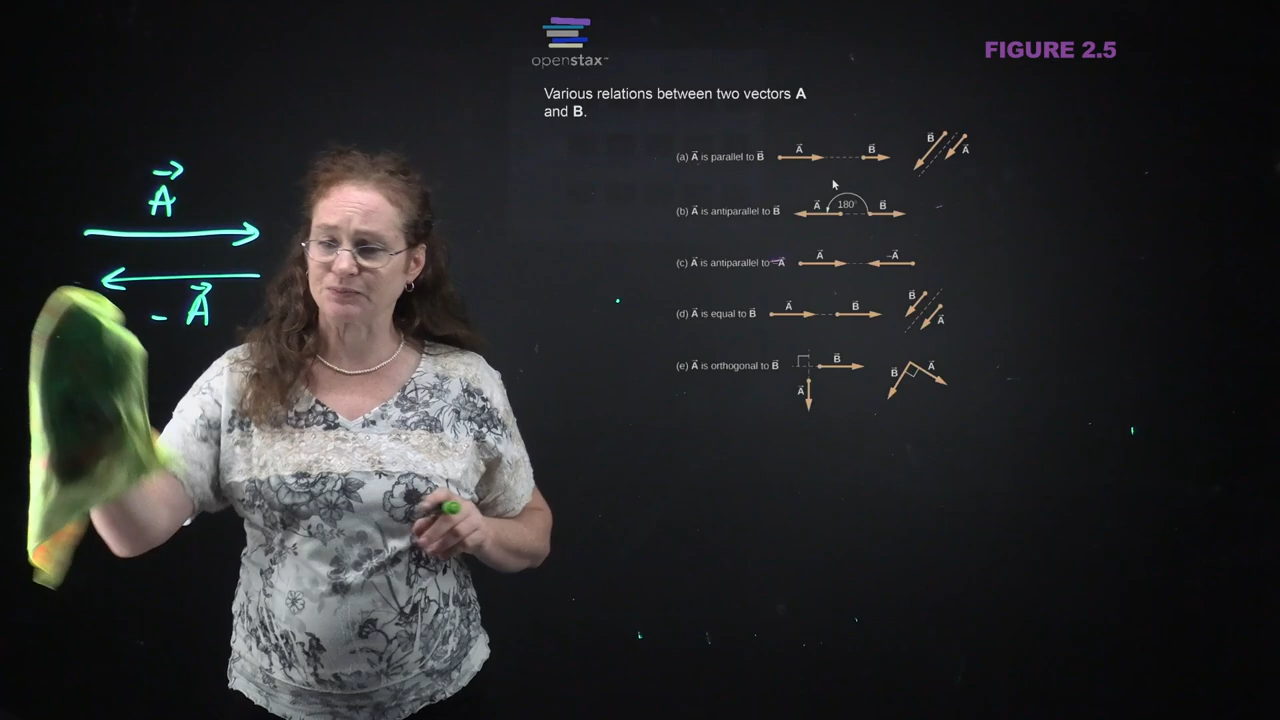 openstax™
FIGURE 2.5
Various relations between two vectors A
and B.
A⃗
- A⃗
(a) A⃗ is parallel to B⃗ A⃗ B⃗ B⃗ A⃗
(b) A⃗ is antiparallel to B⃗ A⃗ 180° B⃗
(c) A⃗ is antiparallel to –A⃗ A⃗ –A⃗
(d) A⃗ is equal to B⃗ A⃗ B⃗ B⃗ A⃗
(e) A⃗ is orthogonal to B⃗ B⃗ A⃗ B⃗ A⃗